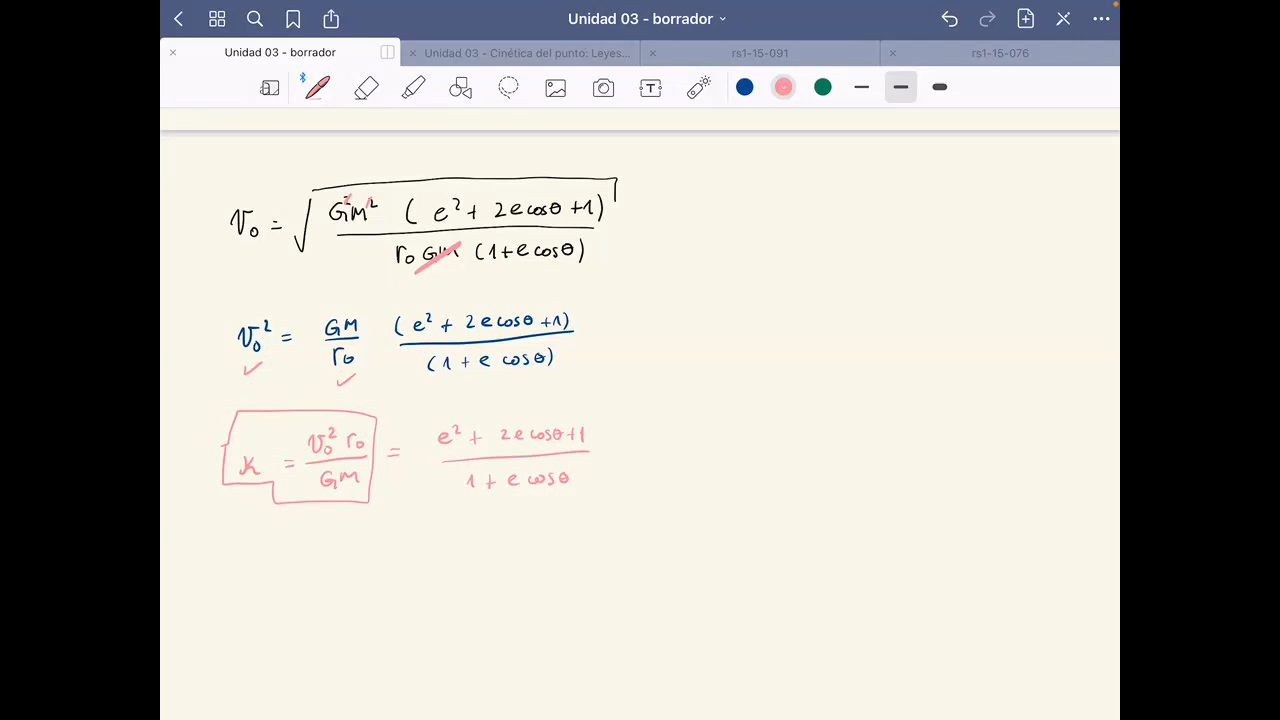 Unidad 03 - borrador
Unidad 03 - borrador
Unidad 03 - Cinética del punto: Leyes...
rs1-15-091
rs1-15-076
T
v₀ = √(G²M² (e² + 2e cosθ + 1) / r₀ GM (1 + e cosθ))
v₀² = GM/r₀ (e² + 2e cosθ + 1)/(1 + e cosθ)
K = v₀² r₀/GM = e² + 2e cosθ + 1/1 + e cosθ